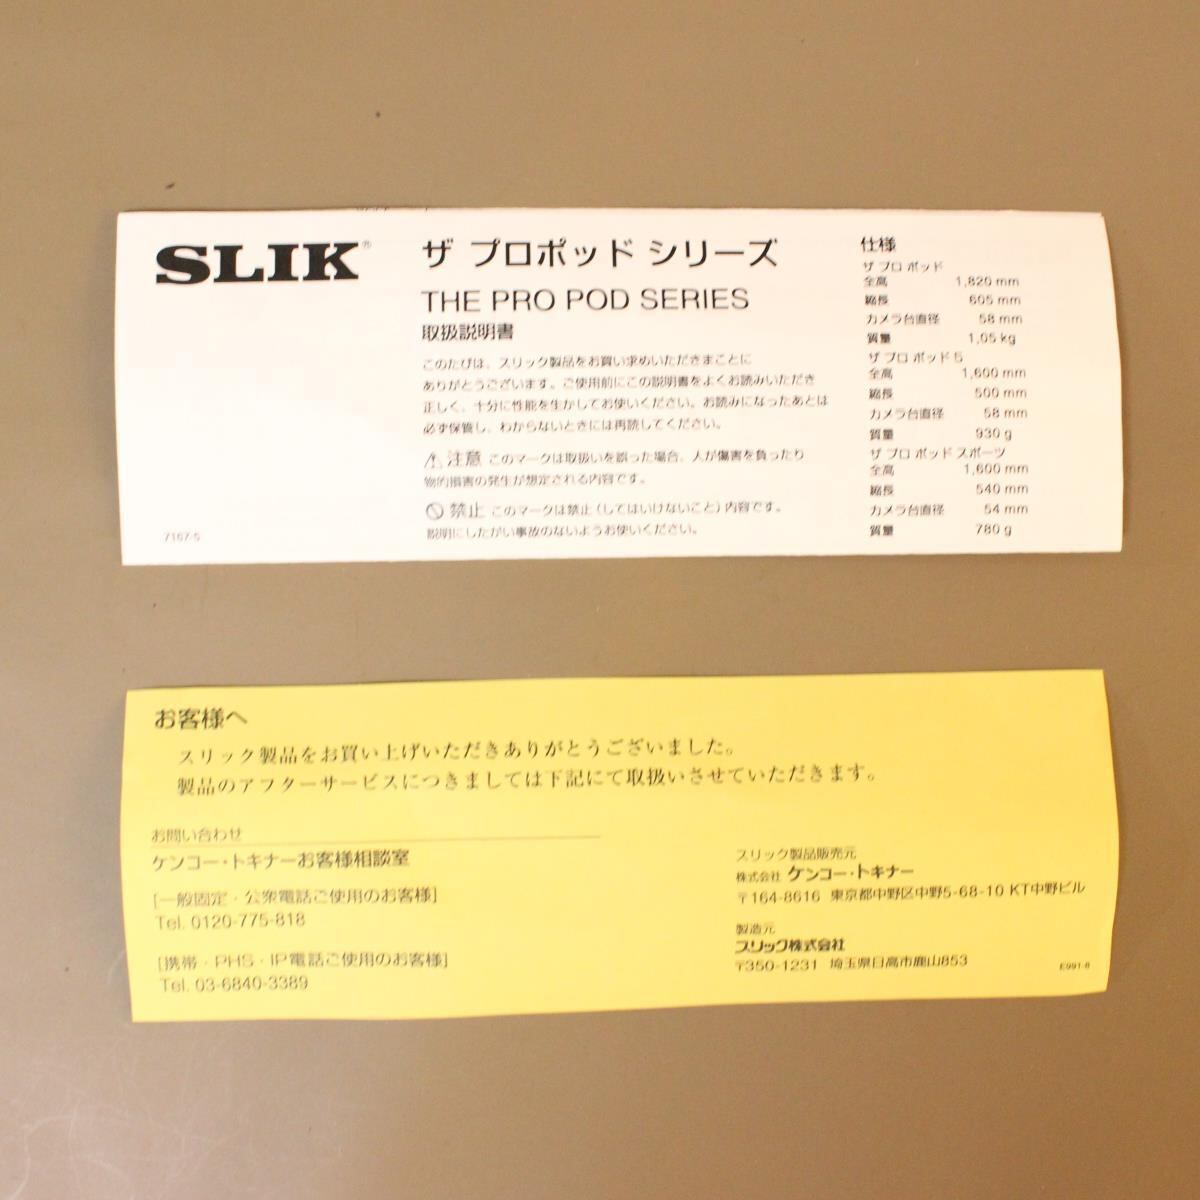 SLIK®
ザ プロポッド シリーズ
THE PRO POD SERIES
取扱説明書
このたびは、スリック製品をお買い求めいただきまことに
ありがとうございます。ご使用前にこの説明書をよくお読みいただき
正しく、十分に性能を生かしてお使いください。お読みになったあとは
必ず保管し、わからないときには再読してください。
注意 このマークは取扱いを誤った場合、人が傷害を負ったり
物的損害の発生が想定される内容です。
禁止 このマークは禁止（してはいけないこと）内容です。
説明にしたがい事故のないようお使いください。
7167-5
仕様
ザ プロ ポッド
全高 1,820 mm
縮長 605 mm
カメラ台直径 58 mm
質量 1,05 kg
ザ プロ ポッド 5
全高 1,600 mm
縮長 500 mm
カメラ台直径 58 mm
質量 930 g
ザ プロ ポッド スポーツ
全高 1,600 mm
縮長 540 mm
カメラ台直径 54 mm
質量 780 g
お客様へ
スリック製品をお買い上げいただきありがとうございました。
製品のアフターサービスにつきましては下記にて取扱いさせていただきます。
お問い合わせ
ケンコー・トキナーお客様相談室
[一般固定・公衆電話ご使用のお客様]
Tel. 0120-775-818
[携帯・PHS・IP電話ご使用のお客様]
Tel. 03-6840-3389
スリック製品販売元
株式会社 ケンコー・トキナー
〒164-8616 東京都中野区中野5-68-10 KT中野ビル
製造元
スリック株式会社
〒350-1231 埼玉県日高市鹿山853
E991-8